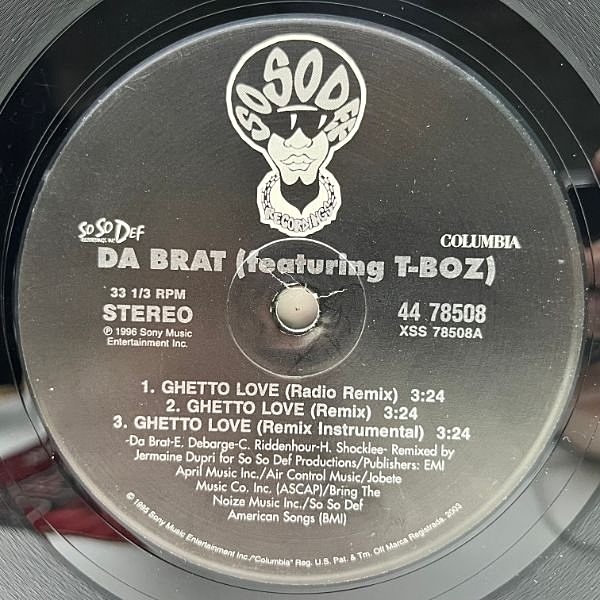 SO SO DEF
RECORDINGS
SO SO DEF
RECORDINGS INC.
COLUMBIA
DA BRAT (featuring T-BOZ)
33 1/3 RPM
STEREO
℗ 1996 Sony Music
Entertainment Inc.
44 78508
XSS 78508A
1. GHETTO LOVE (Radio Remix) 3:24
2. GHETTO LOVE (Remix) 3:24
3. GHETTO LOVE (Remix Instrumental) 3:24
-Da Brat-E. Debarge-C. Riddenhour-H. Shocklee- Remixed by
Jermaine Dupri for So So Def Productions/Publishers: EMI
April Music Inc./Air Control Music/Jobete
Music Co. Inc. (ASCAP)/Bring The
Noize Music Inc./So So Def
American Songs (BMI)
© 1995 Sony Music Entertainment Inc./"Columbia" Reg. U.S. Pat. & Tm. Off Marca Registrada. 2003